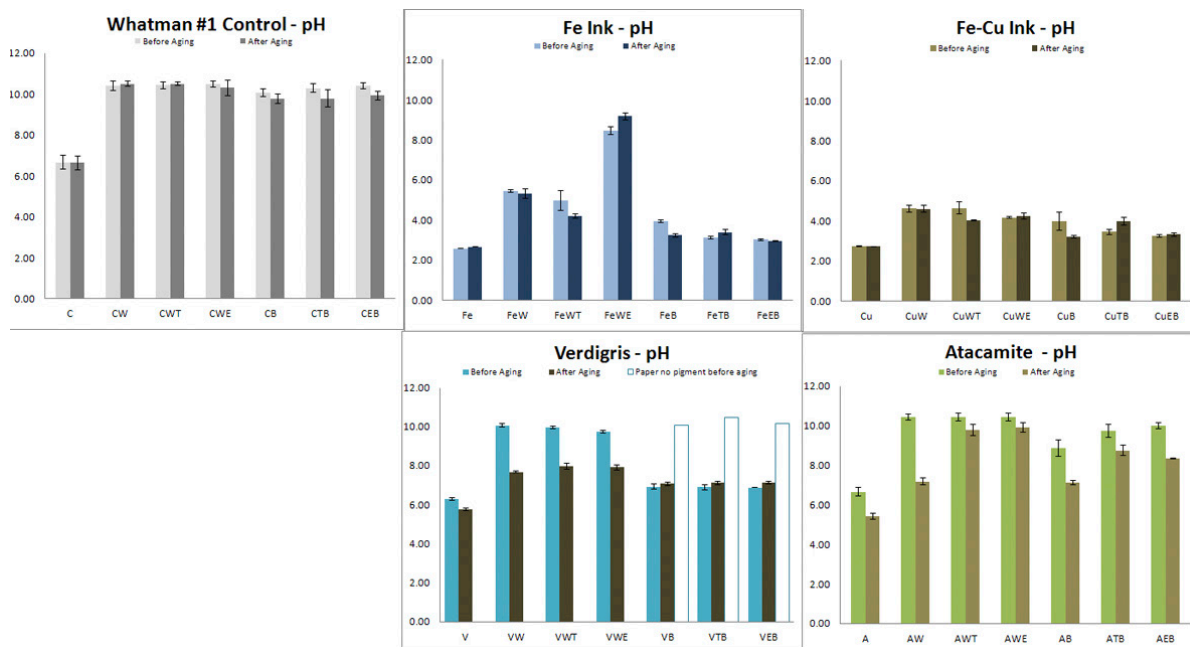 Whatman #1 Control - pH
Before Aging After Aging
12.00
10.00
8.00
6.00
4.00
2.00
0.00
C CW CWT CWE CB CTB CEB
Fe Ink - pH
Before Aging After Aging
12.00
10.00
8.00
6.00
4.00
2.00
0.00
Fe FeW FeWT FeWE FeB FeTB FeEB
Fe-Cu Ink - pH
Before Aging After Aging
12.00
10.00
8.00
6.00
4.00
2.00
0.00
Cu CuW CuWT CuWE CuB CuTB CuEB
Verdigris - pH
Before Aging After Aging Paper no pigment before aging
12.00
10.00
8.00
6.00
4.00
2.00
0.00
V VW VWT VWE VB VTB VEB
Atacamite - pH
Before Aging After Aging
12.00
10.00
8.00
6.00
4.00
2.00
0.00
A AW AWT AWE AB ATB AEB